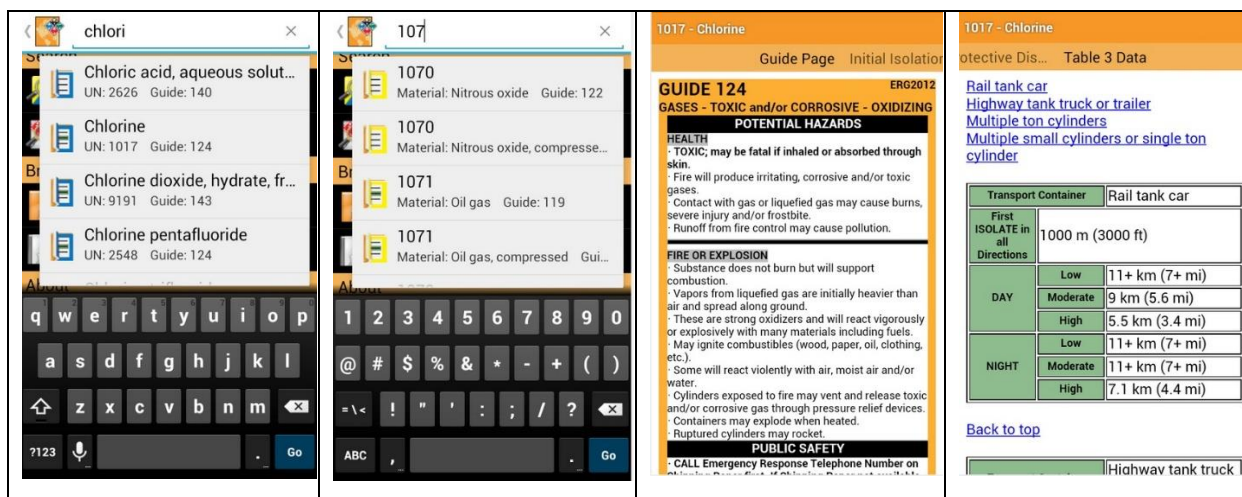 chlori
Search
Chloric acid, aqueous solut...
UN: 2626 Guide: 140
Chlorine
UN: 1017 Guide: 124
Chlorine dioxide, hydrate, fr...
UN: 9191 Guide: 143
Chlorine pentafluoride
UN: 2548 Guide: 124
About
q w e r t y u i o p
a s d f g h j k l
z x c v b n m
?123 . Go
107
Search
1070
Material: Nitrous oxide Guide: 122
1070
Material: Nitrous oxide, compresse...
1071
Material: Oil gas Guide: 119
1071
Material: Oil gas, compressed Gui...
About
1 2 3 4 5 6 7 8 9 0
@ # $ % & * - + ( )
=\< ! " ' : ; / ?
ABC , . Go
1017 - Chlorine
Guide Page Initial Isolation
GUIDE 124 ERG2012
GASES - TOXIC and/or CORROSIVE - OXIDIZING
POTENTIAL HAZARDS
HEALTH
· TOXIC; may be fatal if inhaled or absorbed through
skin.
· Fire will produce irritating, corrosive and/or toxic
gases.
· Contact with gas or liquefied gas may cause burns,
severe injury and/or frostbite.
· Runoff from fire control may cause pollution.
FIRE OR EXPLOSION
· Substance does not burn but will support
combustion.
· Vapors from liquefied gas are initially heavier than
air and spread along ground.
· These are strong oxidizers and will react vigorously
or explosively with many materials including fuels.
· May ignite combustibles (wood, paper, oil, clothing,
etc.).
· Some will react violently with air, moist air and/or
water.
· Cylinders exposed to fire may vent and release toxic
and/or corrosive gas through pressure relief devices.
· Containers may explode when heated.
· Ruptured cylinders may rocket.
PUBLIC SAFETY
· CALL Emergency Response Telephone Number on
Shipping Paper first. If Shipping Paper not available
1017 - Chlorine
otective Dis... Table 3 Data
Rail tank car
Highway tank truck or trailer
Multiple ton cylinders
Multiple small cylinders or single ton
cylinder
Transport Container Rail tank car
First
ISOLATE in
all
Directions
1000 m (3000 ft)
DAY
Low 11+ km (7+ mi)
Moderate 9 km (5.6 mi)
High 5.5 km (3.4 mi)
NIGHT
Low 11+ km (7+ mi)
Moderate 11+ km (7+ mi)
High 7.1 km (4.4 mi)
Back to top
Highway tank truck